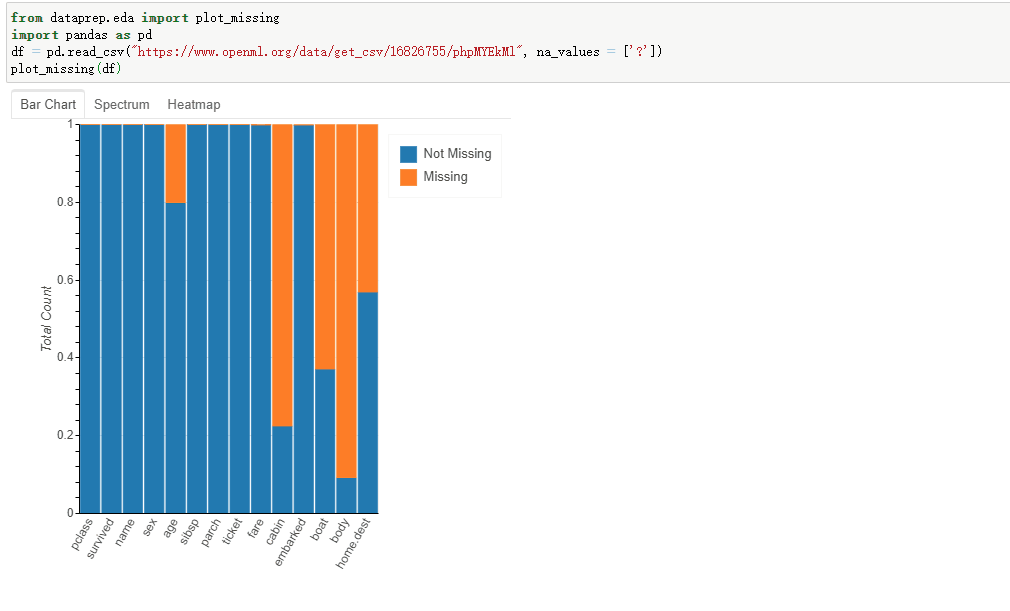 from dataprep.eda import plot_missing
import pandas as pd
df = pd.read_csv("https://www.openml.org/data/get_csv/16826755/phpMYEkMl", na_values = ['?'])
plot_missing(df)
Bar Chart Spectrum Heatmap
1
0.8
0.6
0.4
0.2
0
Total Count
Not Missing
Missing
pclass
survived
name
sex
age
sibsp
parch
ticket
fare
cabin
embarked
boat
body
home.dest